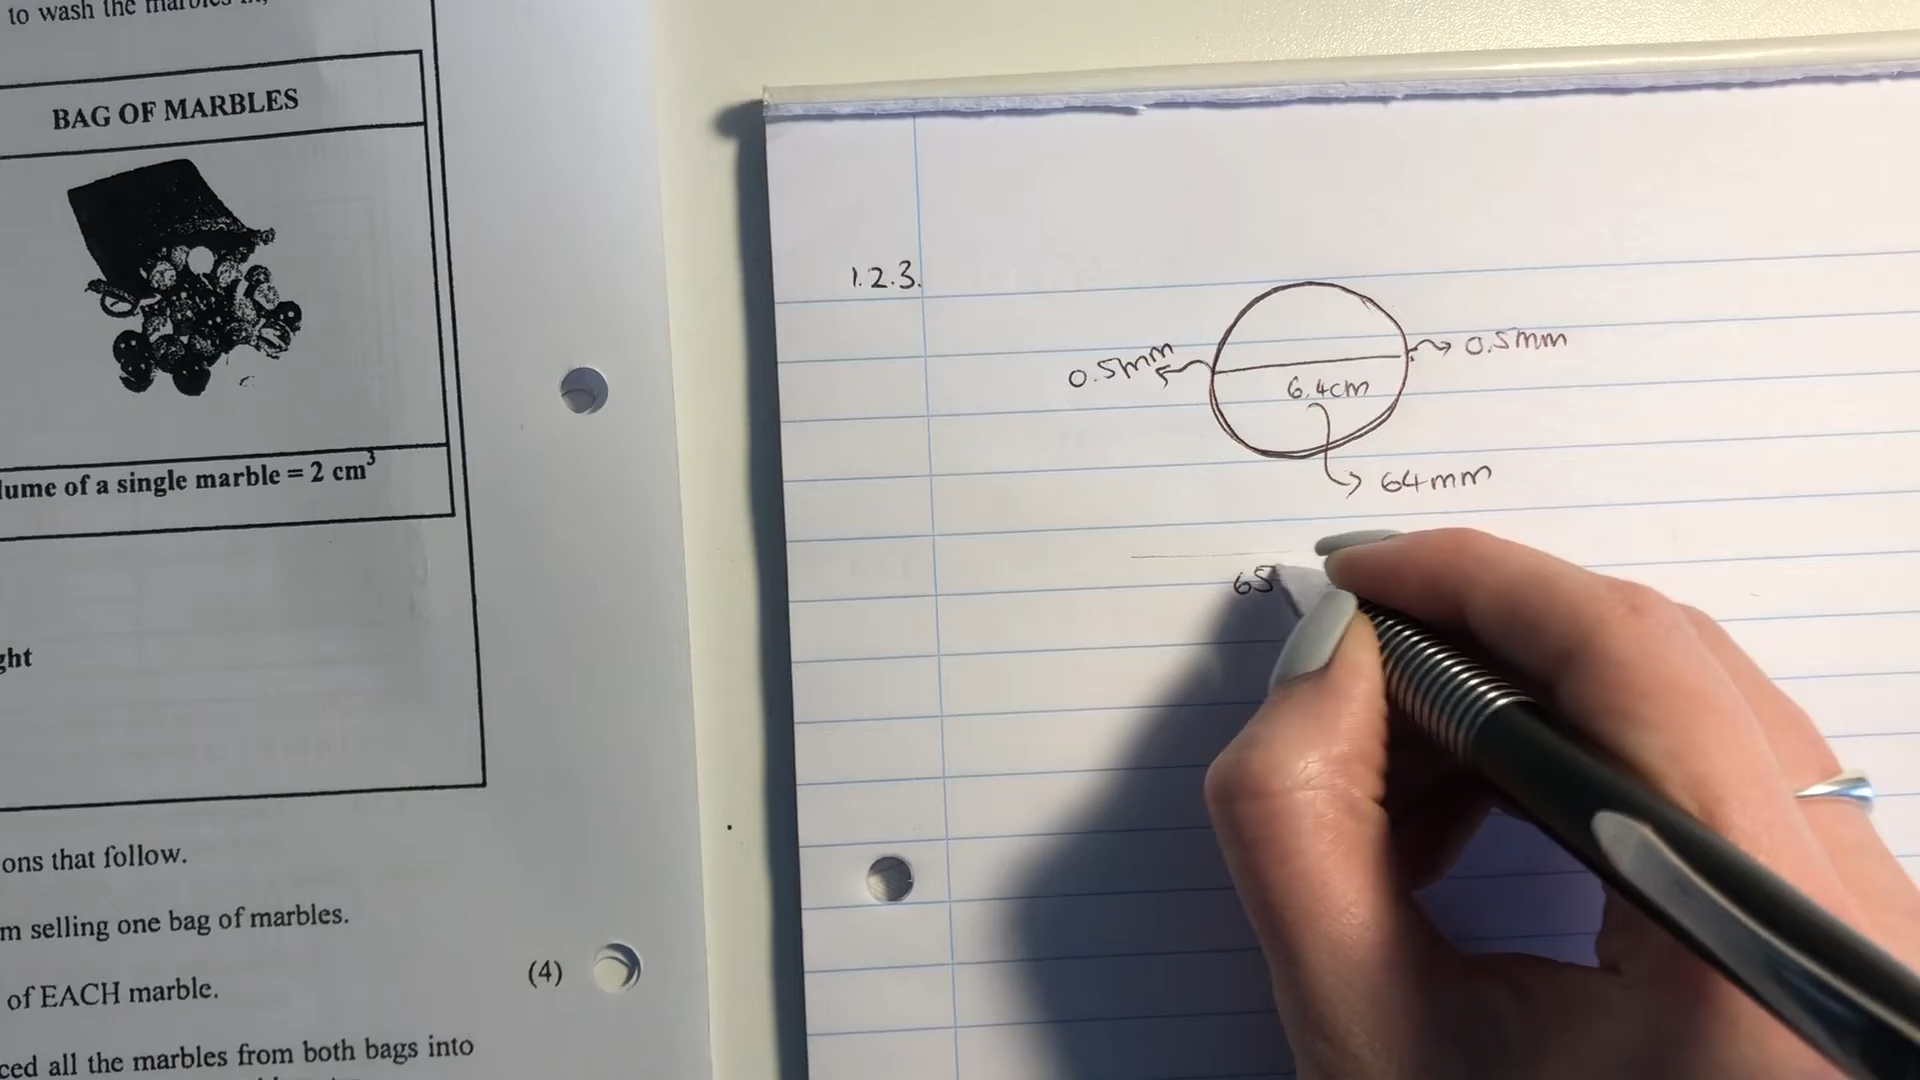 to wash the marbles in,
BAG OF MARBLES
lume of a single marble = 2 cm³
ght
ons that follow.
m selling one bag of marbles.
of EACH marble.
(4)
ced all the marbles from both bags into
1.2.3.
0.5mm
0.5mm
6.4cm
64mm
65